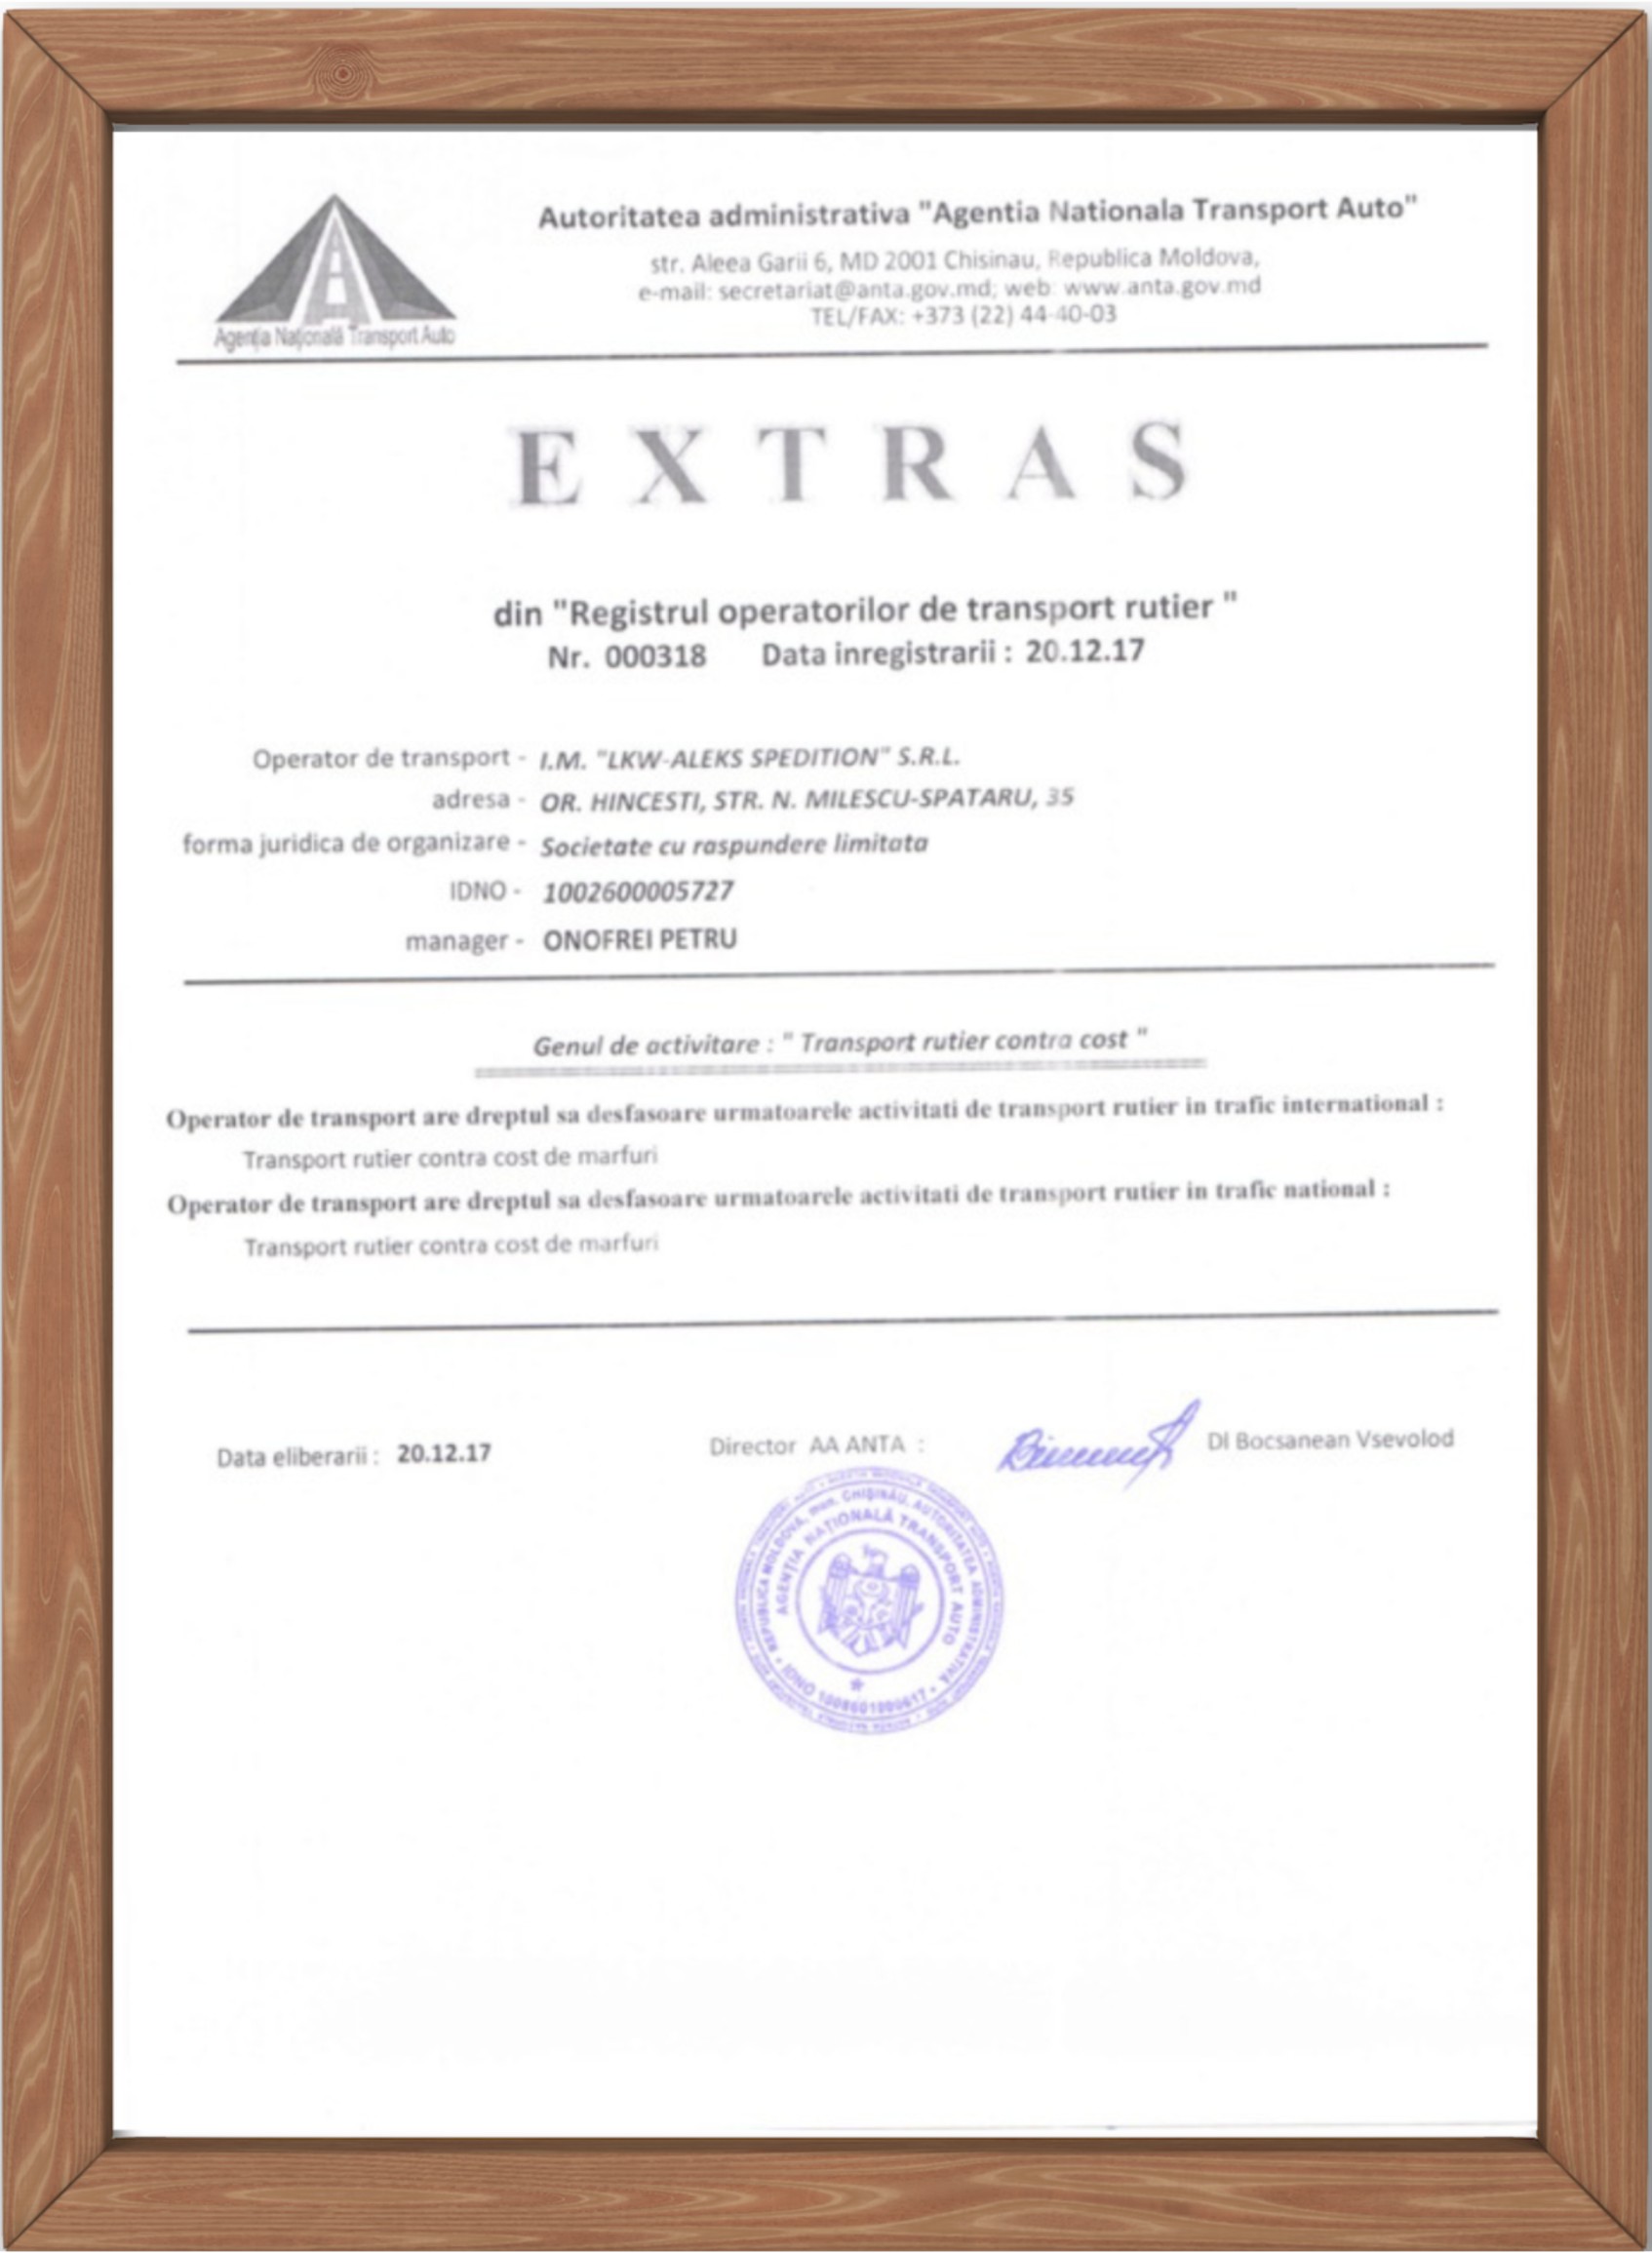 Agenția Națională Transport Auto
Autoritatea administrativa "Agentia Nationala Transport Auto"
str. Aleea Garii 6, MD 2001 Chisinau, Republica Moldova,
e-mail: secretariat@anta.gov.md; web: www.anta.gov.md
TEL/FAX: +373 (22) 44-40-03
E X T R A S
din "Registrul operatorilor de transport rutier "
Nr. 000318 Data inregistrarii : 20.12.17
Operator de transport - I.M. "LKW-ALEKS SPEDITION" S.R.L.
adresa - OR. HINCESTI, STR. N. MILESCU-SPATARU, 35
forma juridica de organizare - Societate cu raspundere limitata
IDNO - 1002600005727
manager - ONOFREI PETRU
Genul de activitare : " Transport rutier contra cost "
Operator de transport are dreptul sa desfasoare urmatoarele activitati de transport rutier in trafic international :
Transport rutier contra cost de marfuri
Operator de transport are dreptul sa desfasoare urmatoarele activitati de transport rutier in trafic national :
Transport rutier contra cost de marfuri
Data eliberarii : 20.12.17 Director AA ANTA : Dl Bocsanean Vsevolod
REPUBLICA MOLDOVA, mun. CHIȘINĂU, AUTORITATEA ADMINISTRATIVĂ
AGENȚIA NAȚIONALĂ TRANSPORT AUTO
IDNO